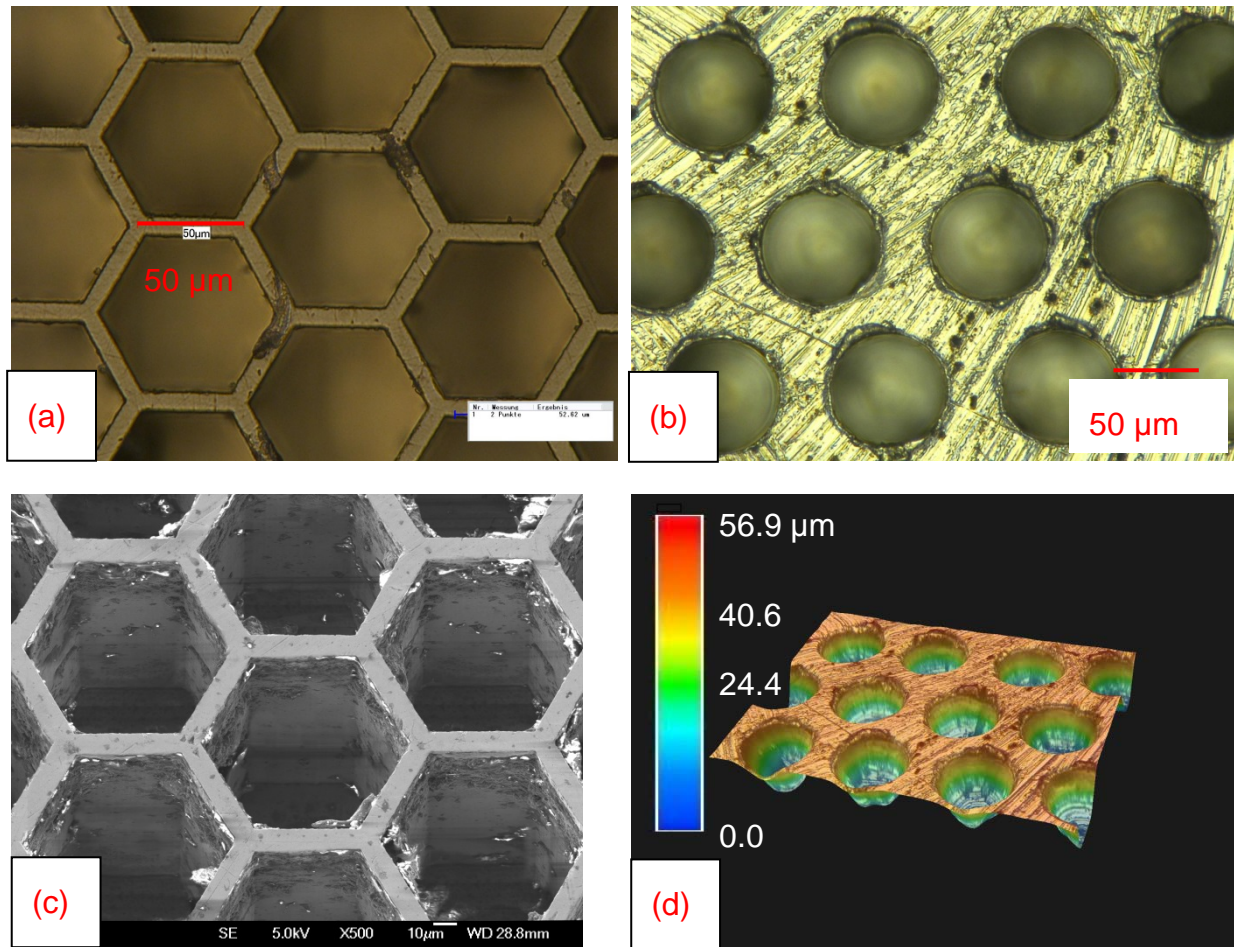 50µm
50 µm
Nr. Messung Ergebnis
1 2 Punkte 52.62 um
(a)
50 µm
(b)
SE 5.0kV X500 10µm WD 28.8mm
(c)
56.9 µm
40.6
24.4
0.0
(d)